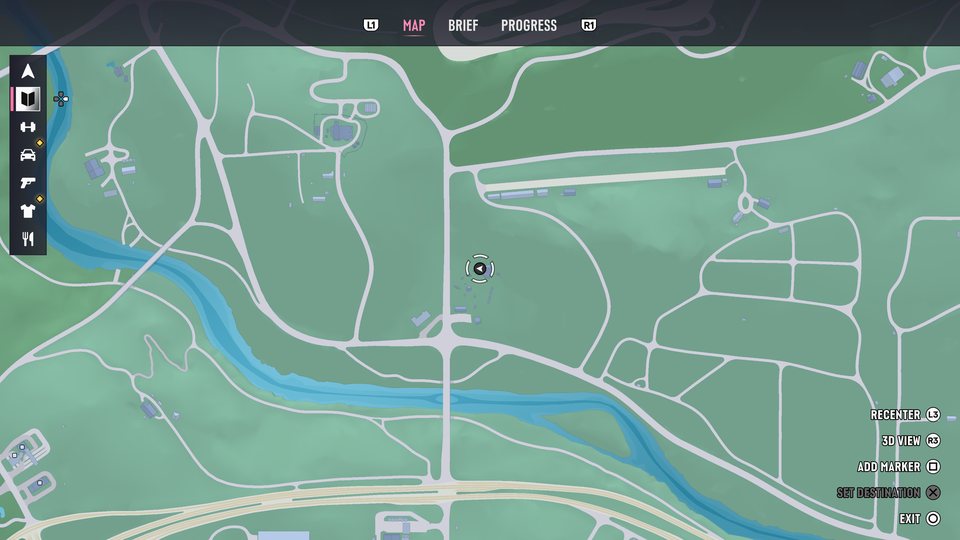 L1 MAP BRIEF PROGRESS R1
RECENTER L3
3D VIEW R3
ADD MARKER
SET DESTINATION
EXIT